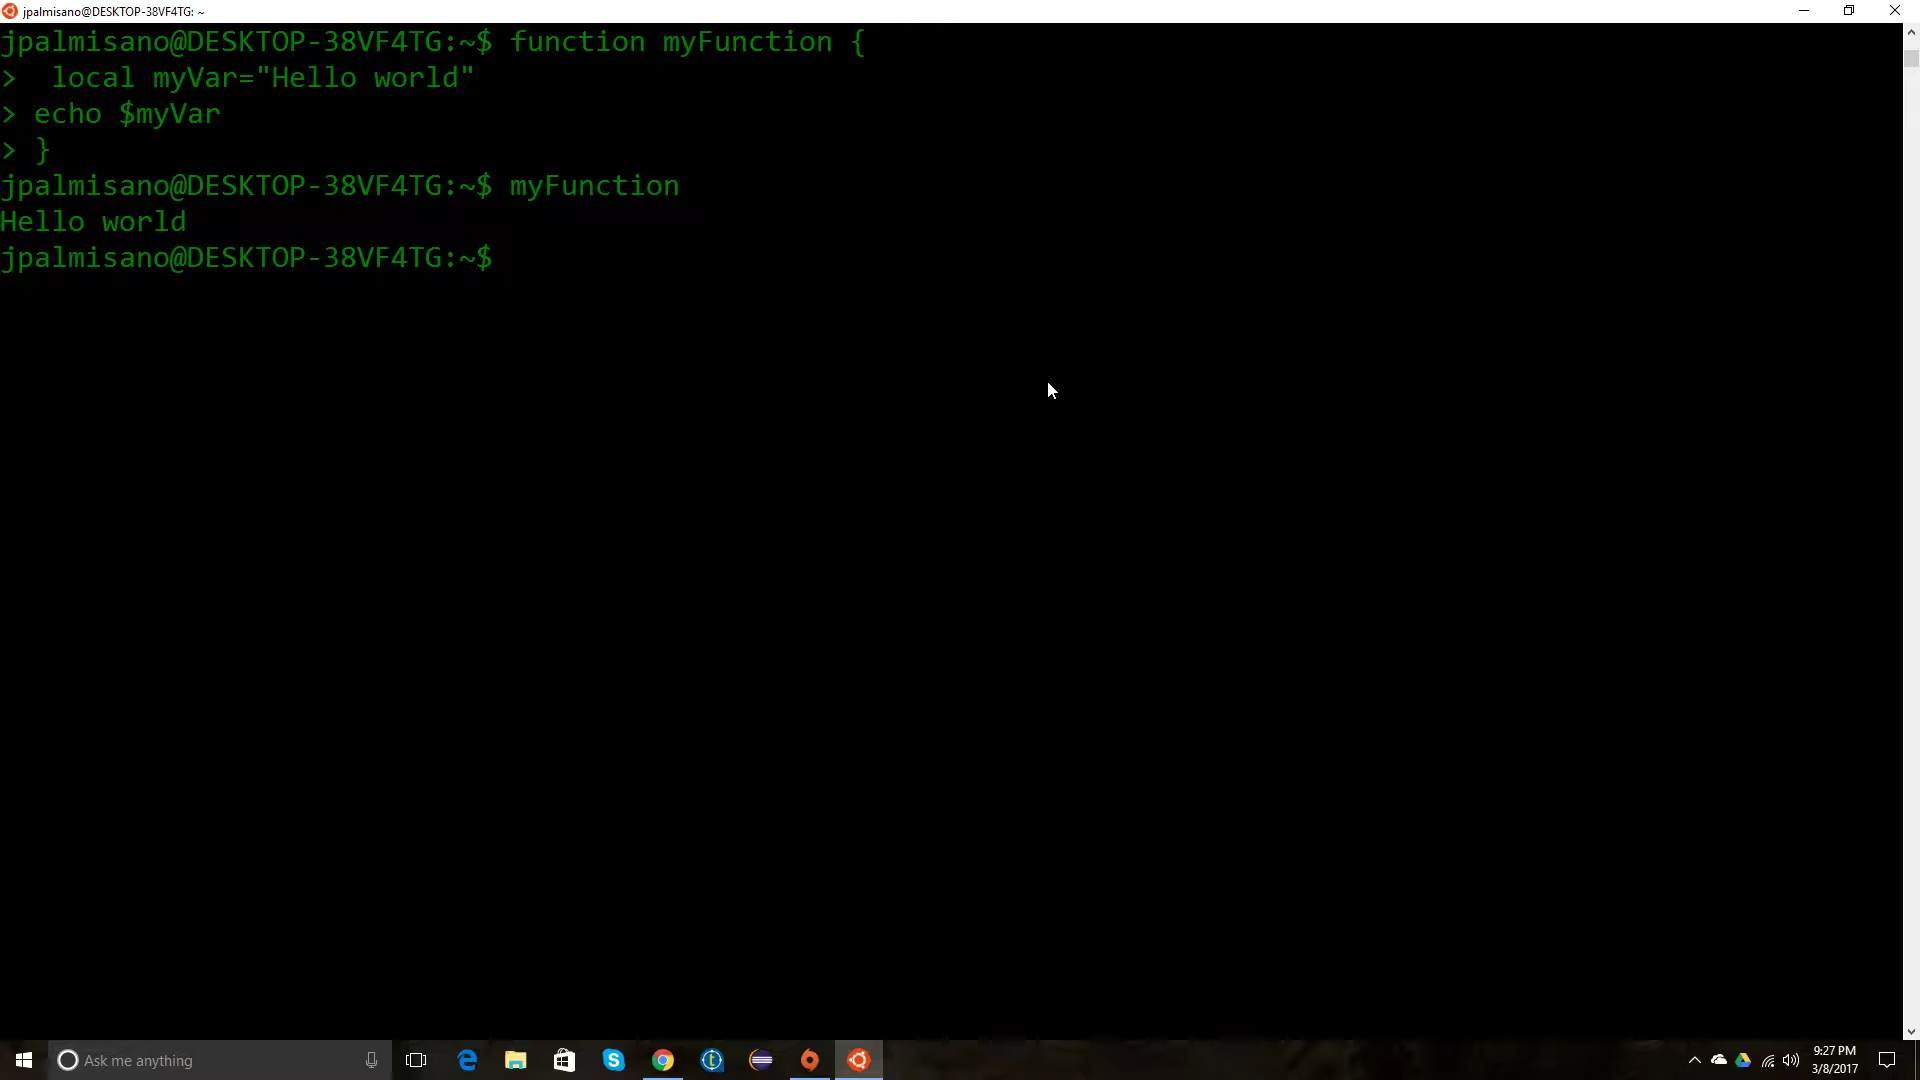 jpalmisano@DESKTOP-38VF4TG: ~
jpalmisano@DESKTOP-38VF4TG:~$ function myFunction {
>  local myVar="Hello world"
> echo $myVar
> }
jpalmisano@DESKTOP-38VF4TG:~$ myFunction
Hello world
jpalmisano@DESKTOP-38VF4TG:~$
Ask me anything
9:27 PM
3/8/2017